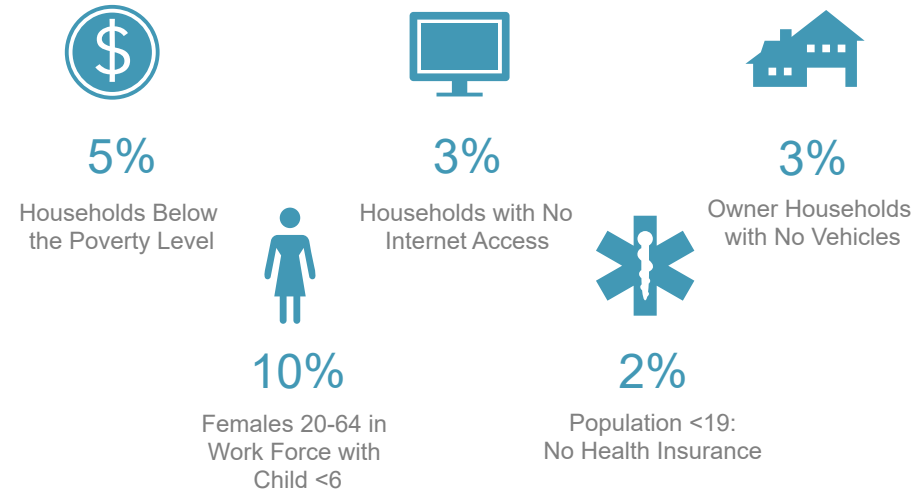 $
5%
Households Below
the Poverty Level
3%
Households with No
Internet Access
3%
Owner Households
with No Vehicles
10%
Females 20-64 in
Work Force with
Child <6
2%
Population <19:
No Health Insurance